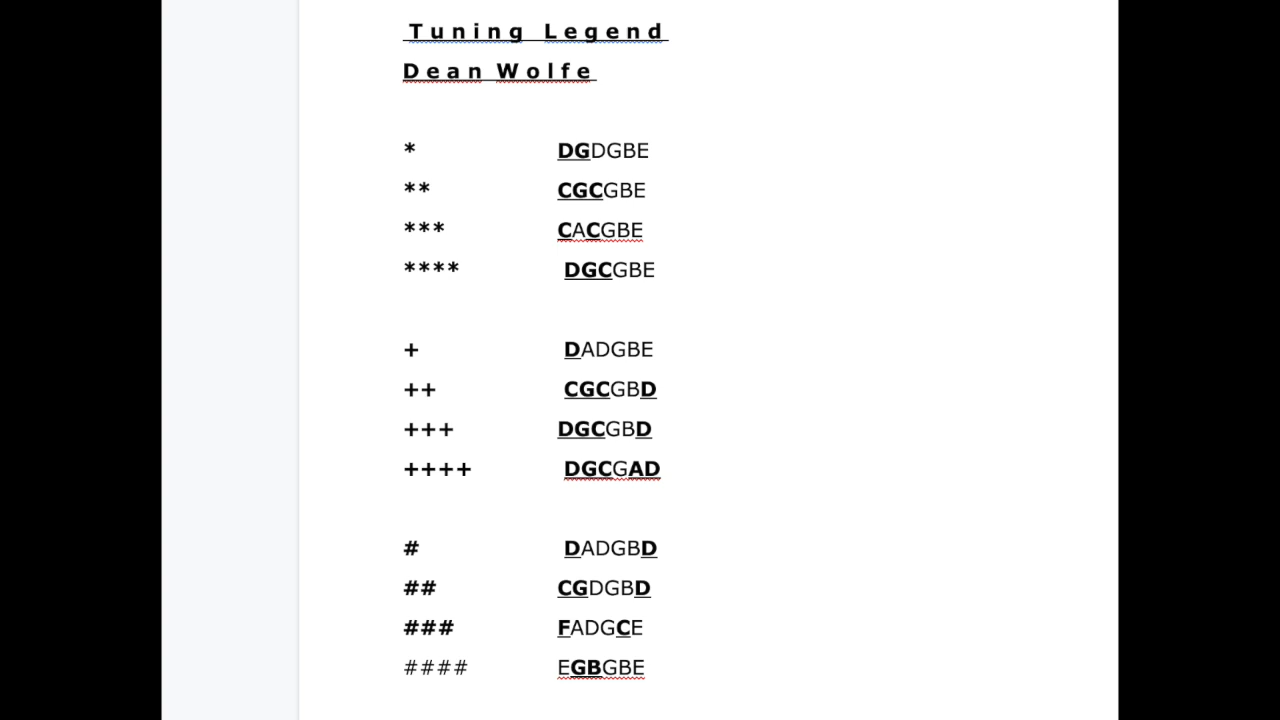 Tuning Legend
Dean Wolfe
* DGDGBE
** CGCGBE
*** CACGBE
**** DGCGBE
+ DADGBE
++ CGCGBD
+++ DGCGBD
++++ DGCGAD
# DADGBD
## CGDGBD
### FADGCE
#### EGBGBE